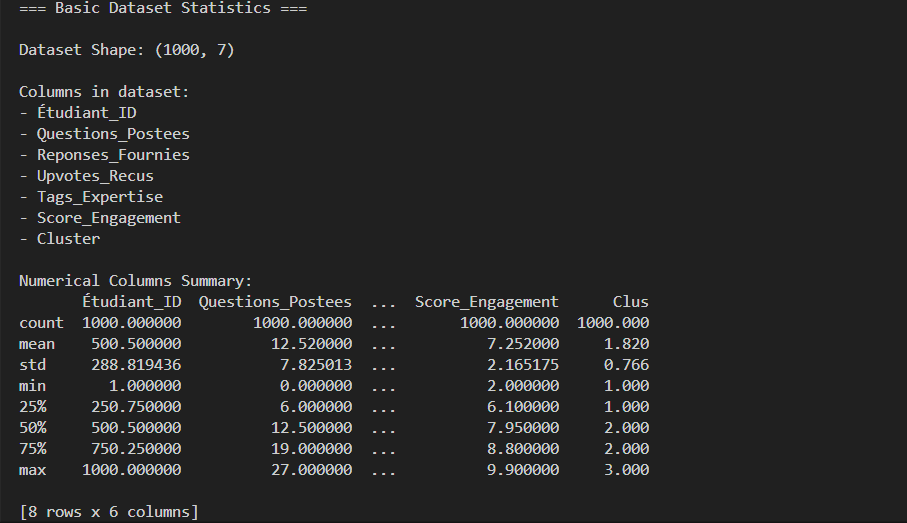 === Basic Dataset Statistics ===
Dataset Shape: (1000, 7)
Columns in dataset:
- Étudiant_ID
- Questions_Postees
- Reponses_Fournies
- Upvotes_Recus
- Tags_Expertise
- Score_Engagement
- Cluster
Numerical Columns Summary:
Étudiant_ID Questions_Postees ... Score_Engagement Clus
count 1000.000000 1000.000000 ... 1000.000000 1000.000
mean 500.500000 12.520000 ... 7.252000 1.820
std 288.819436 7.825013 ... 2.165175 0.766
min 1.000000 0.000000 ... 2.000000 1.000
25% 250.750000 6.000000 ... 6.100000 1.000
50% 500.500000 12.500000 ... 7.950000 2.000
75% 750.250000 19.000000 ... 8.800000 2.000
max 1000.000000 27.000000 ... 9.900000 3.000
[8 rows x 6 columns]